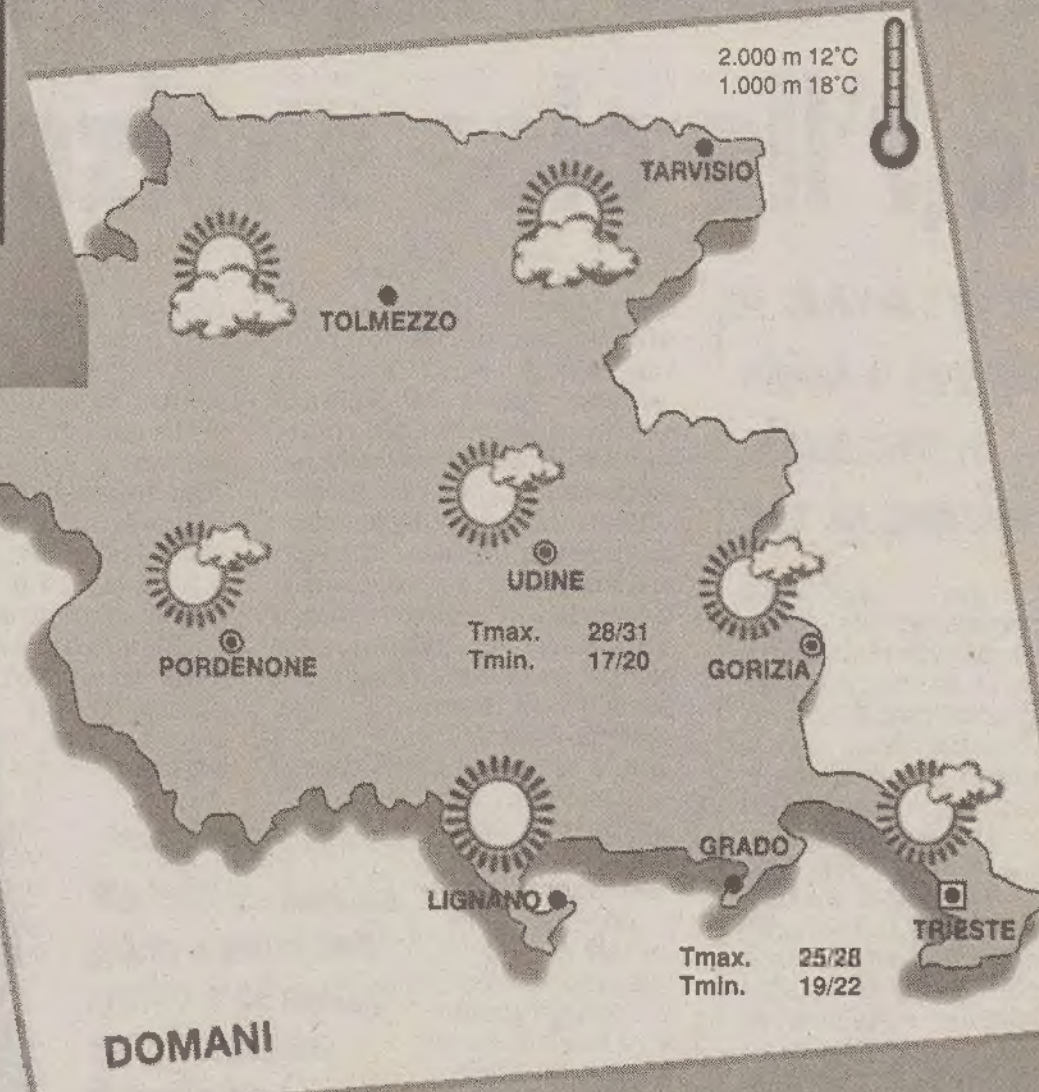 2.000 m 12°C
1.000 m 18°C
TARVISIO
TOLMEZZO
UDINE
Tmax. 28/31
Tmin. 17/20
PORDENONE
GORIZIA
GRADO
LIGNANO
TRIESTE
Tmax. 25/28
Tmin. 19/22
DOMANI